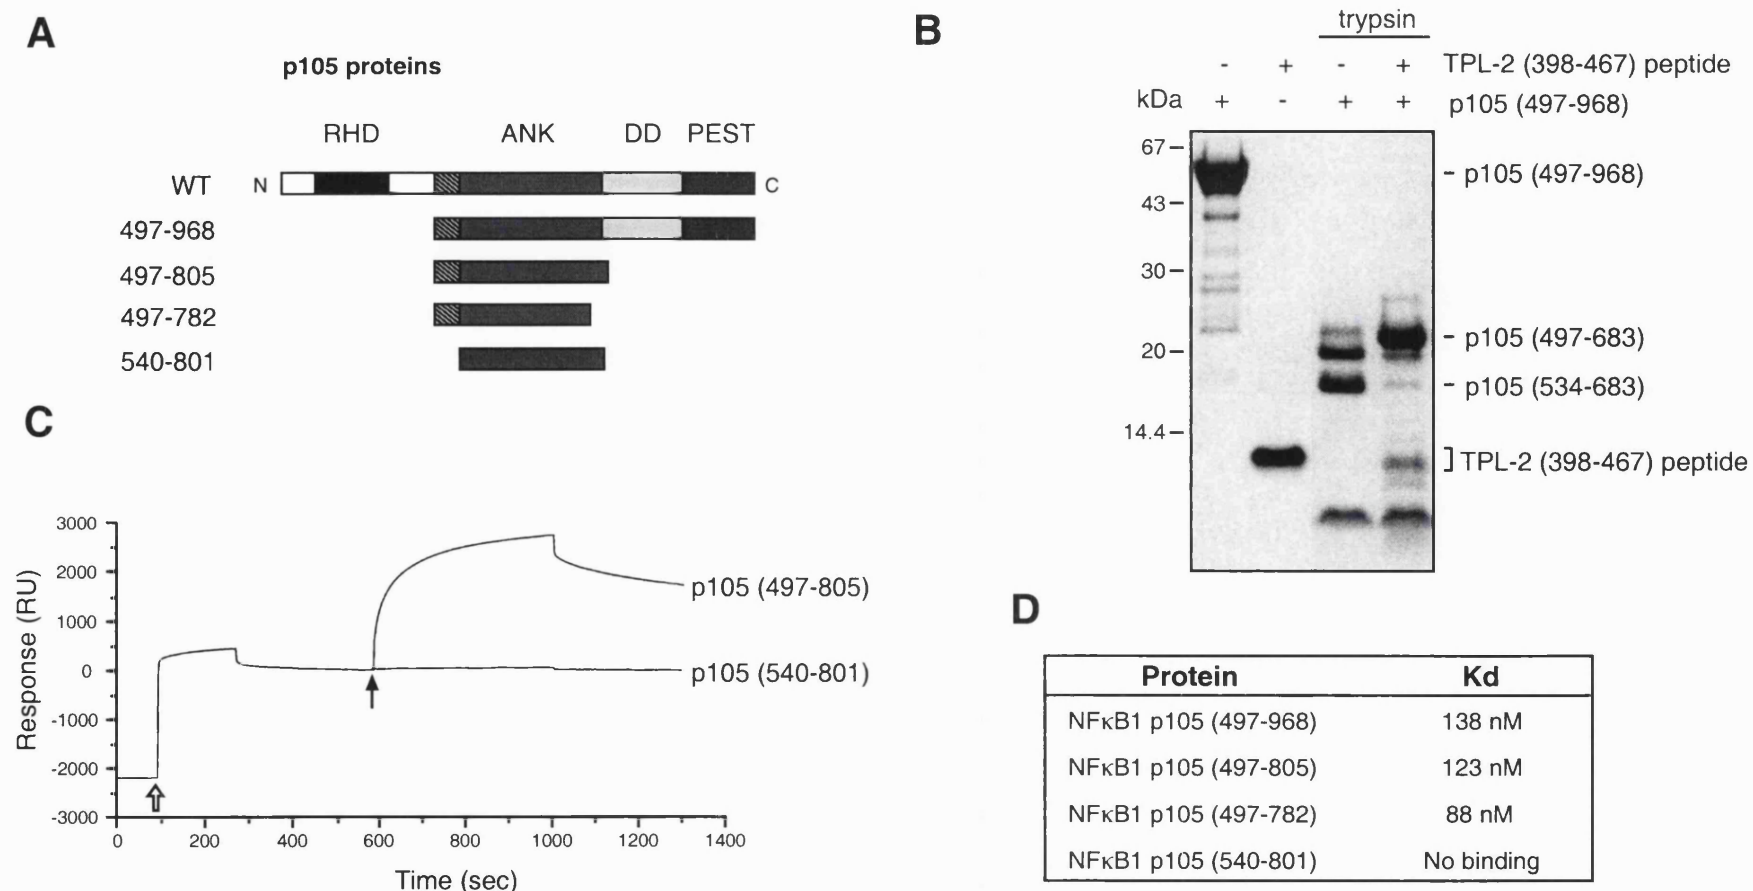 A
p105 proteins
RHD ANK DD PEST
WT N C
497-968
497-805
497-782
540-801
B
trypsin
- + - + TPL-2 (398-467) peptide
kDa + - + + p105 (497-968)
67
43
30
20
14.4
p105 (497-968)
p105 (497-683)
p105 (534-683)
TPL-2 (398-467) peptide
C
Response (RU)
3000
2000
1000
0
-1000
-2000
-3000
p105 (497-805)
p105 (540-801)
0 200 400 600 800 1000 1200 1400
Time (sec)
D
Protein Kd
NFκB1 p105 (497-968) 138 nM
NFκB1 p105 (497-805) 123 nM
NFκB1 p105 (497-782) 88 nM
NFκB1 p105 (540-801) No binding